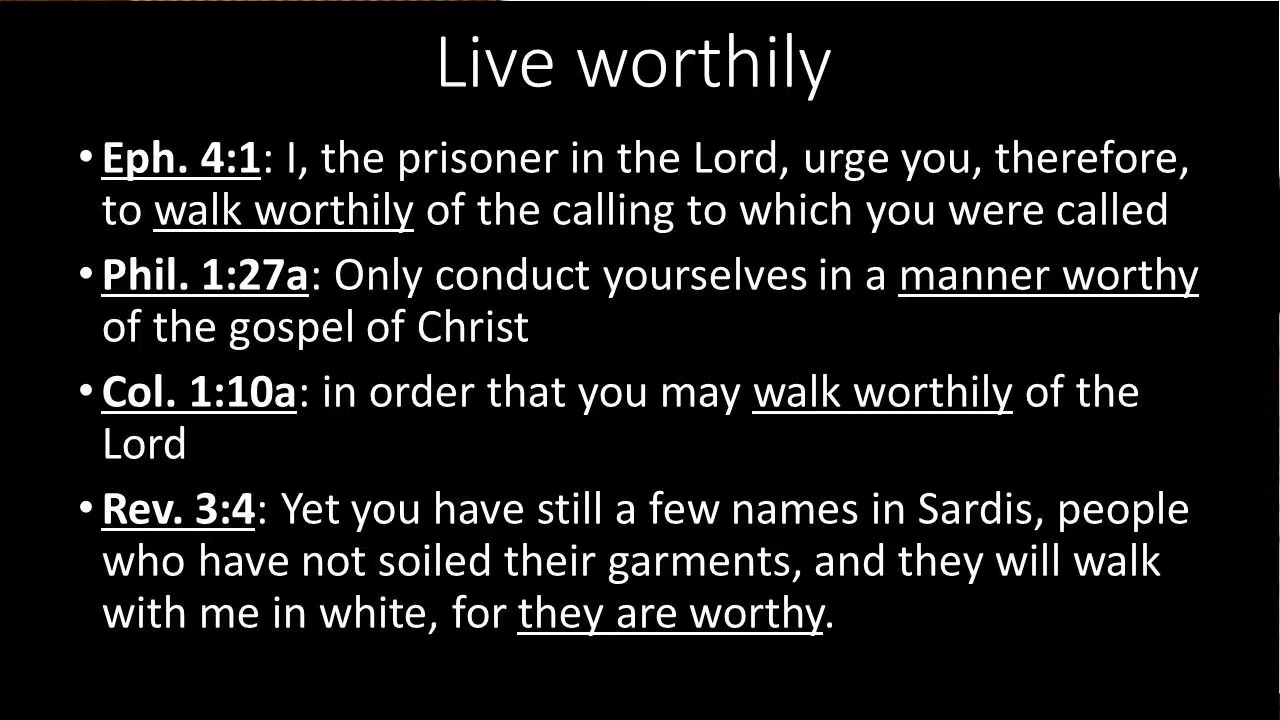 Live worthily
• Eph. 4:1: I, the prisoner in the Lord, urge you, therefore,
to walk worthily of the calling to which you were called
• Phil. 1:27a: Only conduct yourselves in a manner worthy
of the gospel of Christ
• Col. 1:10a: in order that you may walk worthily of the
Lord
• Rev. 3:4: Yet you have still a few names in Sardis, people
who have not soiled their garments, and they will walk
with me in white, for they are worthy.